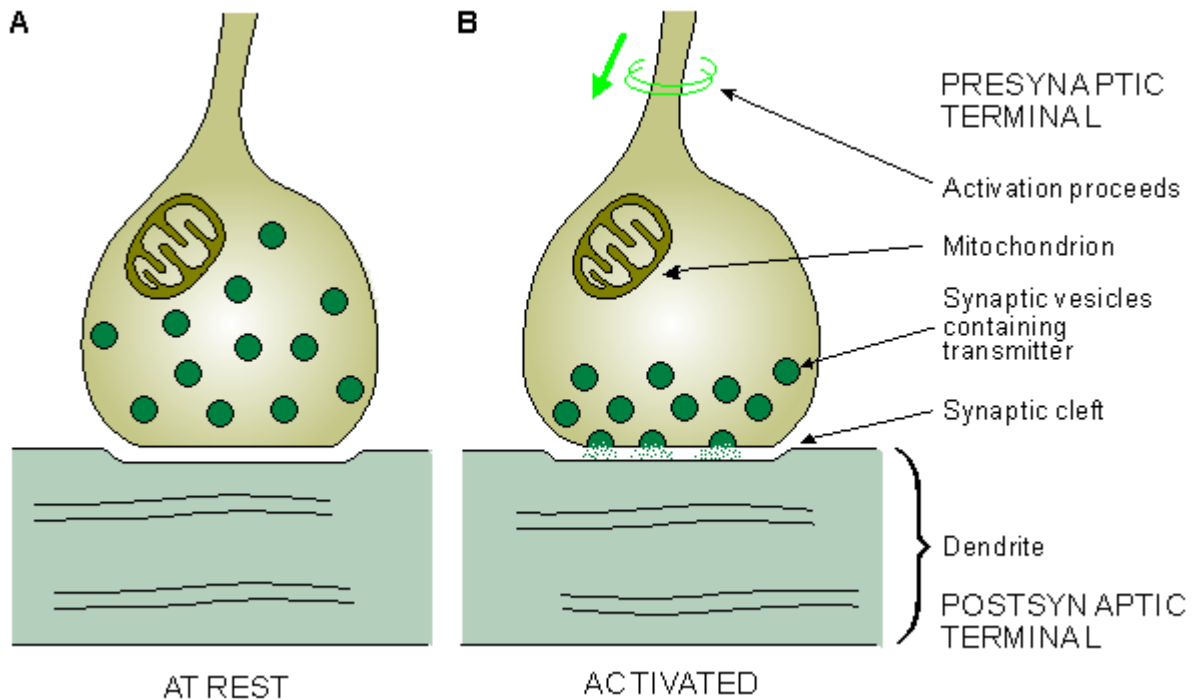 A
B
PRESYNAPTIC
TERMINAL
Activation proceeds
Mitochondrion
Synaptic vesicles
containing
transmitter
Synaptic cleft
Dendrite
POSTSYNAPTIC
TERMINAL
AT REST
ACTIVATED